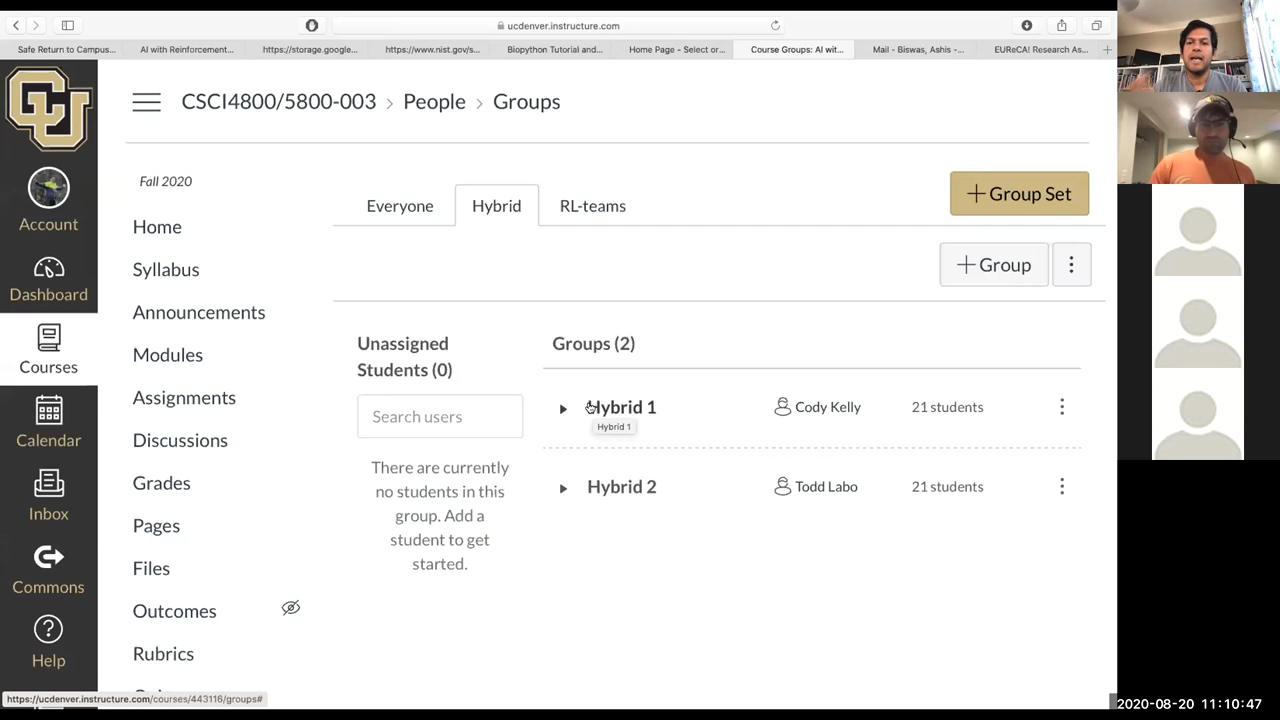 ucdenver.instructure.com
Safe Return to Campus...
AI with Reinforcement...
https://storage.google...
https://www.nist.gov/s...
Biopython Tutorial and...
Home Page - Select or...
Course Groups: AI wit...
Mail - Biswas, Ashis -...
EUReCA! Research As...
CU
Account
Dashboard
Courses
Calendar
Inbox
Commons
Help
CSCI4800/5800-003 > People > Groups
Fall 2020
Home
Syllabus
Announcements
Modules
Assignments
Discussions
Grades
Pages
Files
Outcomes
Rubrics
Everyone
Hybrid
RL-teams
+ Group Set
+ Group
Unassigned
Students (0)
Search users
There are currently
no students in this
group. Add a
student to get
started.
Groups (2)
Hybrid 1 Cody Kelly 21 students
Hybrid 1
Hybrid 2 Todd Labo 21 students
https://ucdenver.instructure.com/courses/443116/groups#
2020-08-20 11:10:47